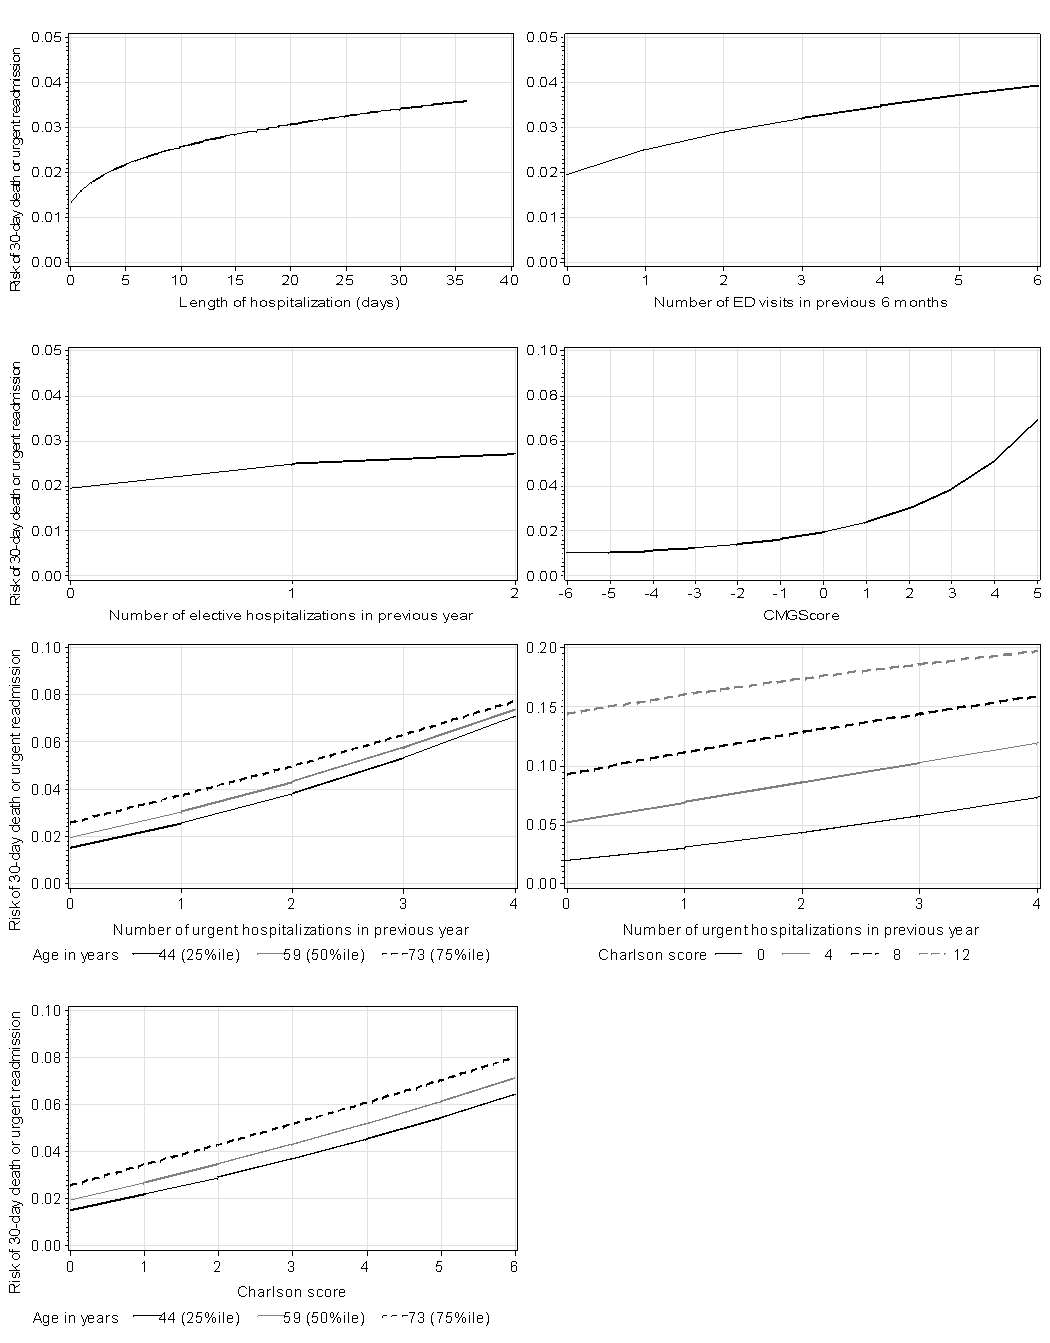 Risk of 30-day death or urgent readmission
0.05
0.04
0.03
0.02
0.01
0.00
0 5 10 15 20 25 30 35 40
Length of hospitalization (days)
0.05
0.04
0.03
0.02
0.01
0.00
0 1 2 3 4 5 6
Number of ED visits in previous 6 months
Risk of 30-day death or urgent readmission
0.05
0.04
0.03
0.02
0.01
0.00
0 1 2
Number of elective hospitalizations in previous year
0.10
0.08
0.06
0.04
0.02
0.00
-6 -5 -4 -3 -2 -1 0 1 2 3 4 5
CMGScore
Risk of 30-day death or urgent readmission
0.10
0.08
0.06
0.04
0.02
0.00
0 1 2 3 4
Number of urgent hospitalizations in previous year
Age in years 44 (25%ile) 59 (50%ile) 73 (75%ile)
0.20
0.15
0.10
0.05
0.00
0 1 2 3 4
Number of urgent hospitalizations in previous year
Charlson score 0 4 8 12
Risk of 30-day death or urgent readmission
0.10
0.08
0.06
0.04
0.02
0.00
0 1 2 3 4 5 6
Charlson score
Age in years 44 (25%ile) 59 (50%ile) 73 (75%ile)